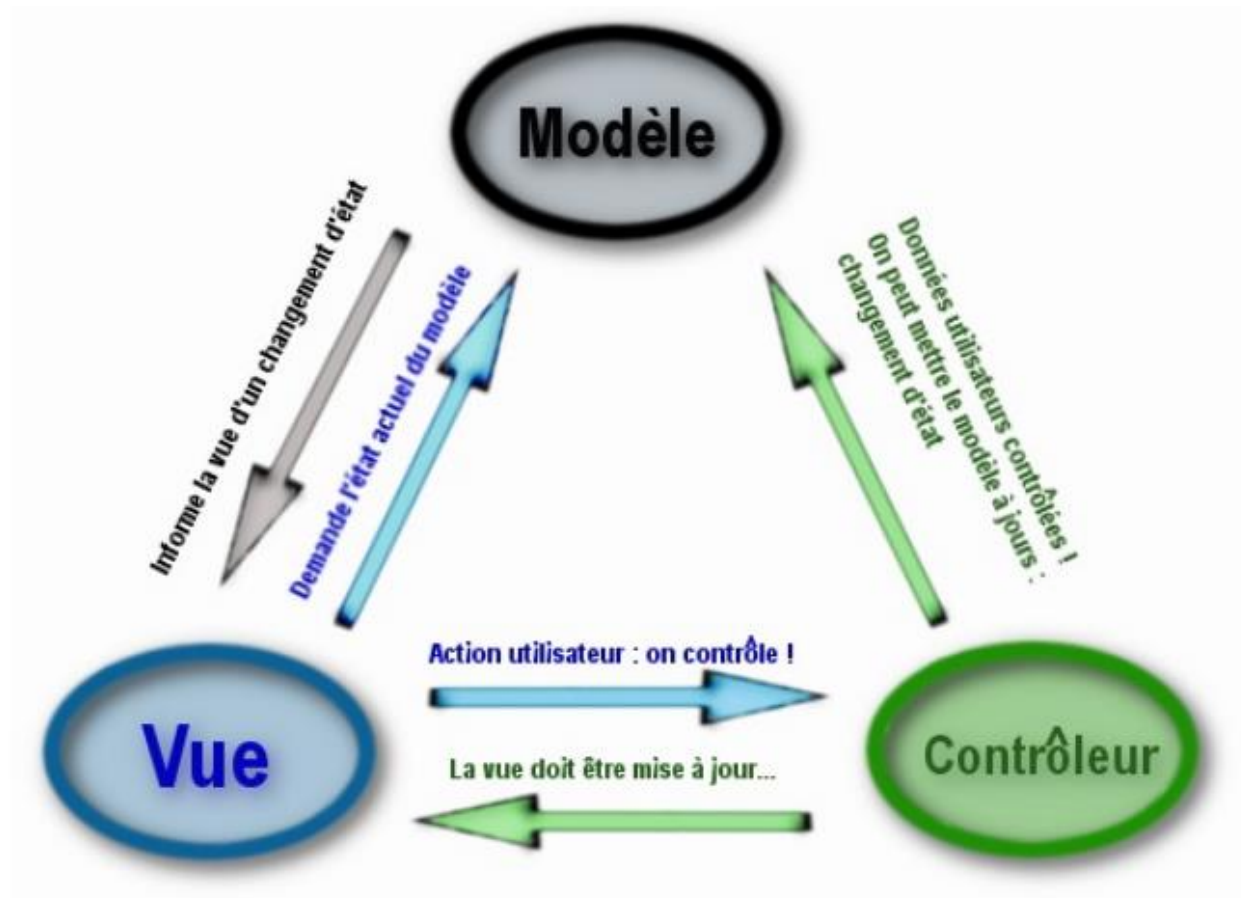 Modèle
Informe la vue d'un changement d'état
Demande l'état actuel du modèle
Données utilisateurs contrôlées !
On peut mettre le modèle à jours :
changement d'état
Action utilisateur : on contrôle !
Vue
La vue doit être mise à jour...
Contrôleur